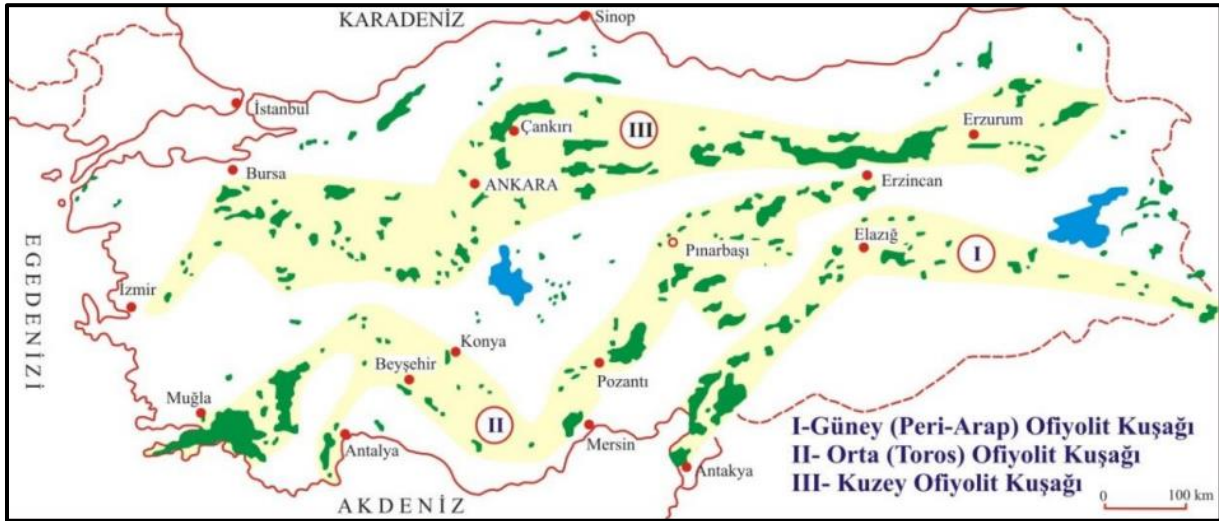 KARADENİZ
Sinop
İstanbul
Çankırı
III
Erzurum
Bursa
ANKARA
Erzincan
EGEDENİZİ
Pınarbaşı
Elazığ
I
İzmir
Konya
Beyşehir
Pozantı
Muğla
II
Antalya
Mersin
Antakya
AKDENİZ
I-Güney (Peri-Arap) Ofiyolit Kuşağı
II- Orta (Toros) Ofiyolit Kuşağı
III- Kuzey Ofiyolit Kuşağı
0 100 km